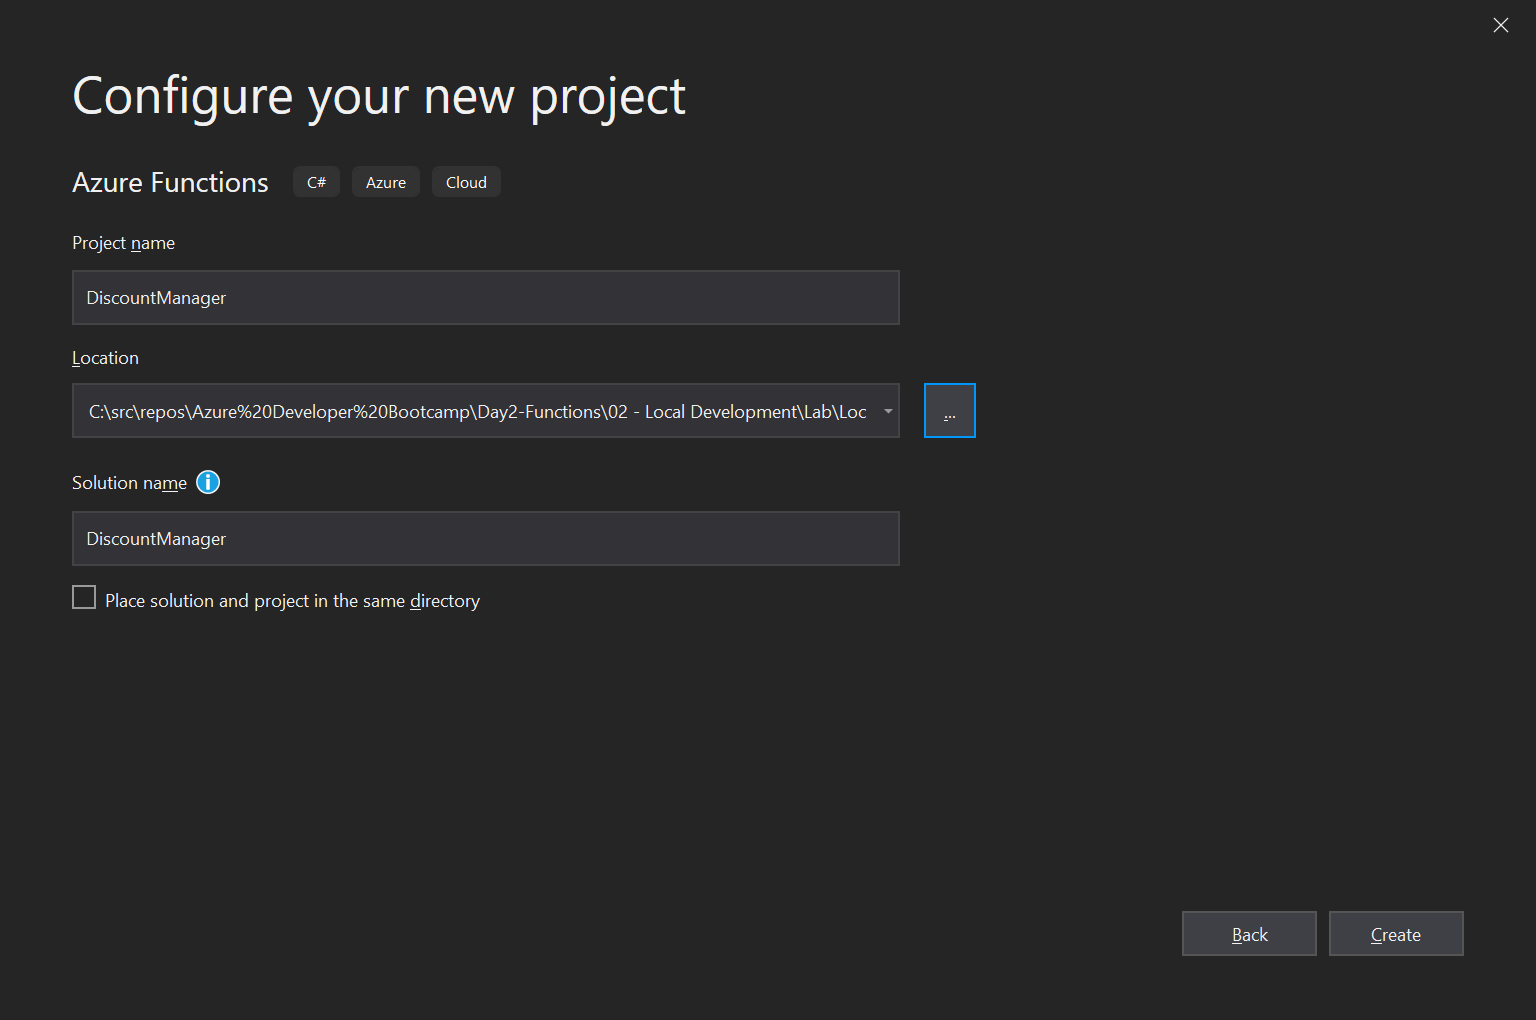 Configure your new project
Azure Functions C# Azure Cloud
Project name
DiscountManager
Location
C:\src\repos\Azure%20Developer%20Bootcamp\Day2-Functions\02 - Local Development\Lab\Loc
...
Solution name
DiscountManager
Place solution and project in the same directory
Back Create